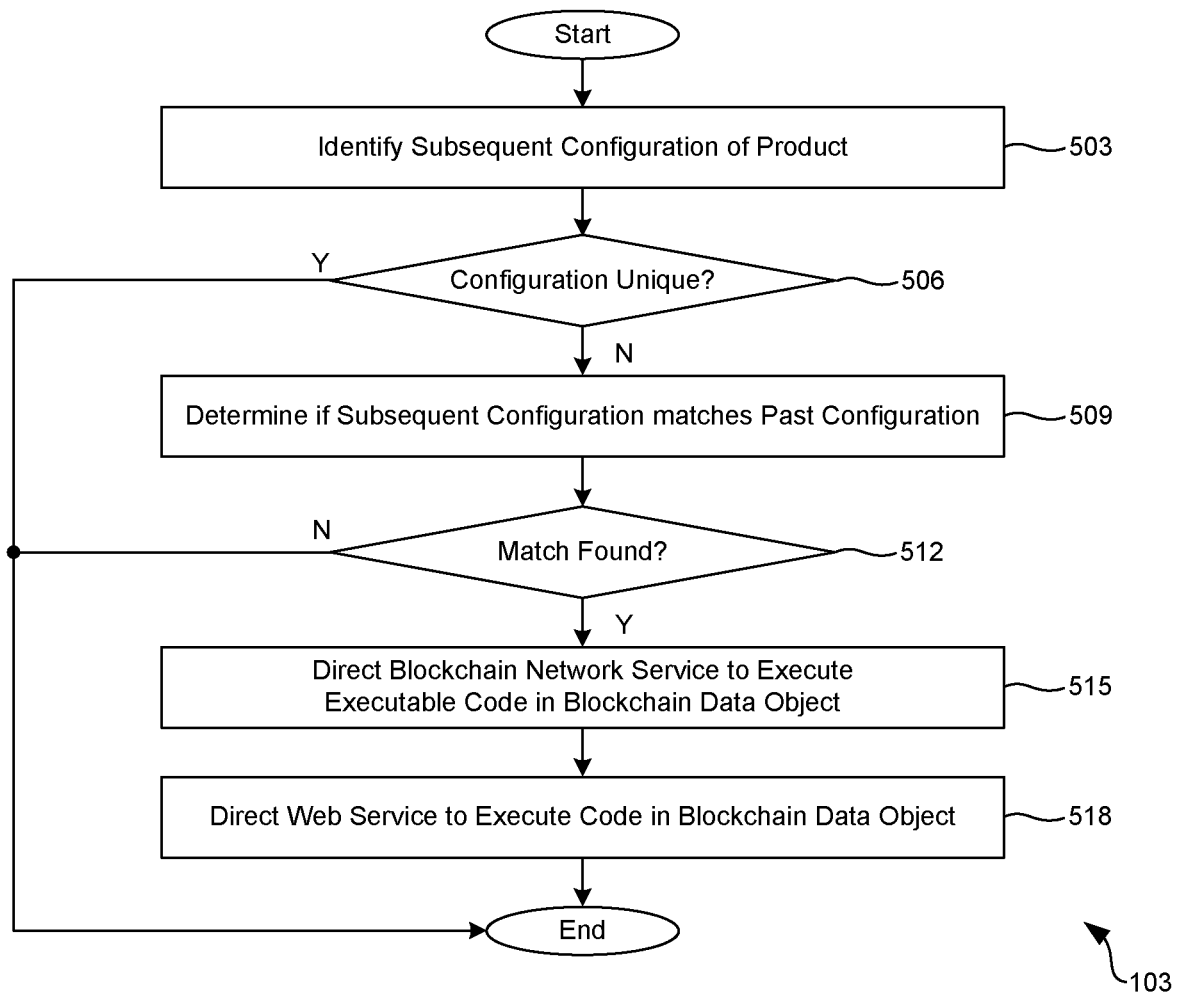 Start
Identify Subsequent Configuration of Product
503
Y
Configuration Unique?
506
N
Determine if Subsequent Configuration matches Past Configuration
509
N
Match Found?
512
Y
Direct Blockchain Network Service to Execute
Executable Code in Blockchain Data Object
515
Direct Web Service to Execute Code in Blockchain Data Object
518
End
103